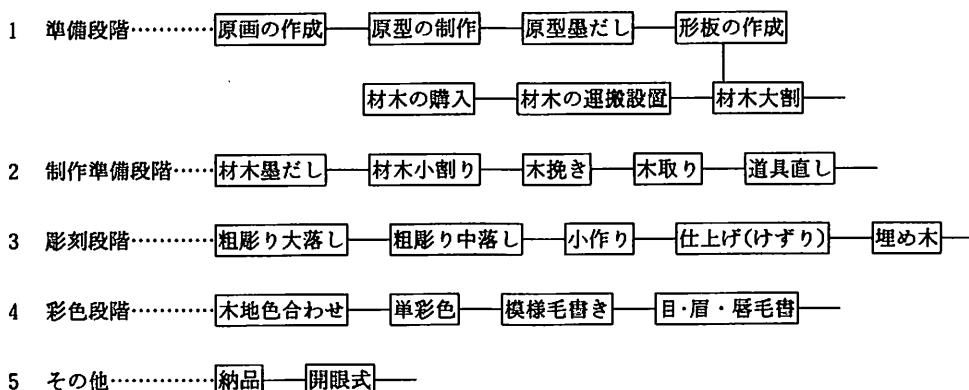 1 準備段階…………原画の作成 原型の制作 原型墨だし 形板の作成
材木の購入 材木の運搬設置 材木大割
2 制作準備段階……材木墨だし 材木小割り 木挽き 木取り 道具直し
3 彫刻段階…………粗彫り大落し 粗彫り中落し 小作り 仕上げ(けずり) 埋め木
4 彩色段階…………木地色合わせ 単彩色 模様毛書き 目・眉・唇毛書
5 その他……………納品 開眼式